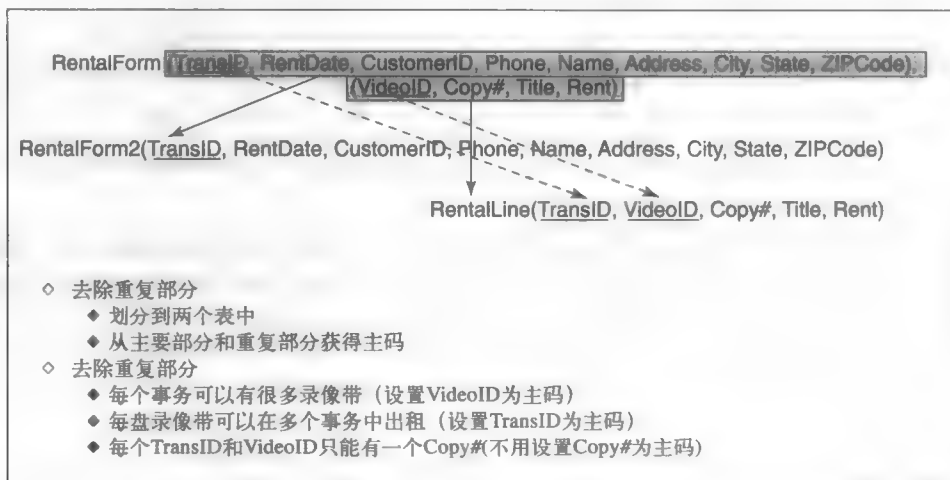 RentalForm (TransID, RentDate, CustomerID, Phone, Name, Address, City, State, ZIPCode),
(VideoID, Copy#, Title, Rent)
RentalForm2(TransID, RentDate, CustomerID, Phone, Name, Address, City, State, ZIPCode)
RentalLine(TransID, VideoID, Copy#, Title, Rent)
◇ 去除重复部分
◆ 划分到两个表中
◆ 从主要部分和重复部分获得主码
◇ 去除重复部分
◆ 每个事务可以有很多录像带（设置VideoID为主码）
◆ 每盘录像带可以在多个事务中出租（设置TransID为主码）
◆ 每个TransID和VideoID只能有一个Copy#(不用设置Copy#为主码)